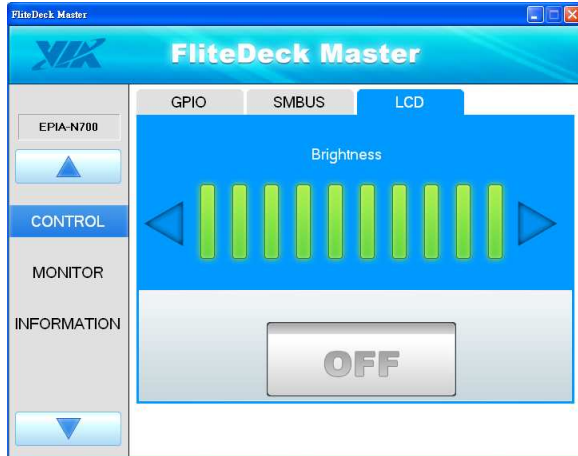 FliteDeck Master
VIA
FliteDeck Master
GPIO
SMBUS
LCD
EPIA-N700
Brightness
CONTROL
MONITOR
INFORMATION
OFF